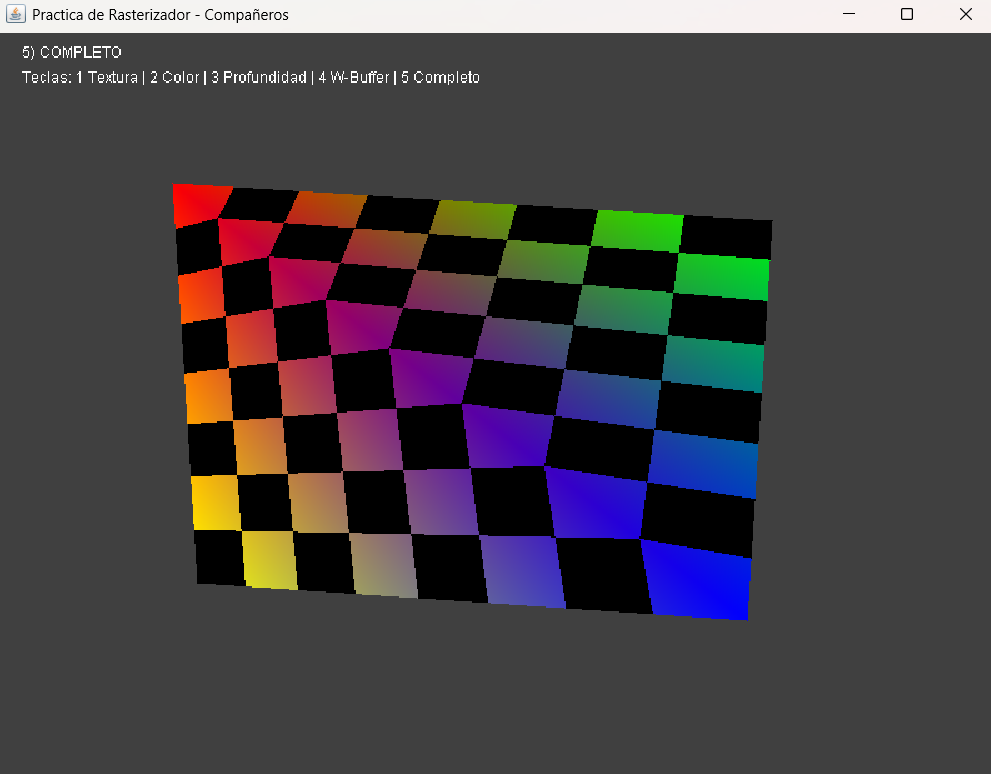 Practica de Rasterizador - Compañeros
5) COMPLETO
Teclas: 1 Textura | 2 Color | 3 Profundidad | 4 W-Buffer | 5 Completo